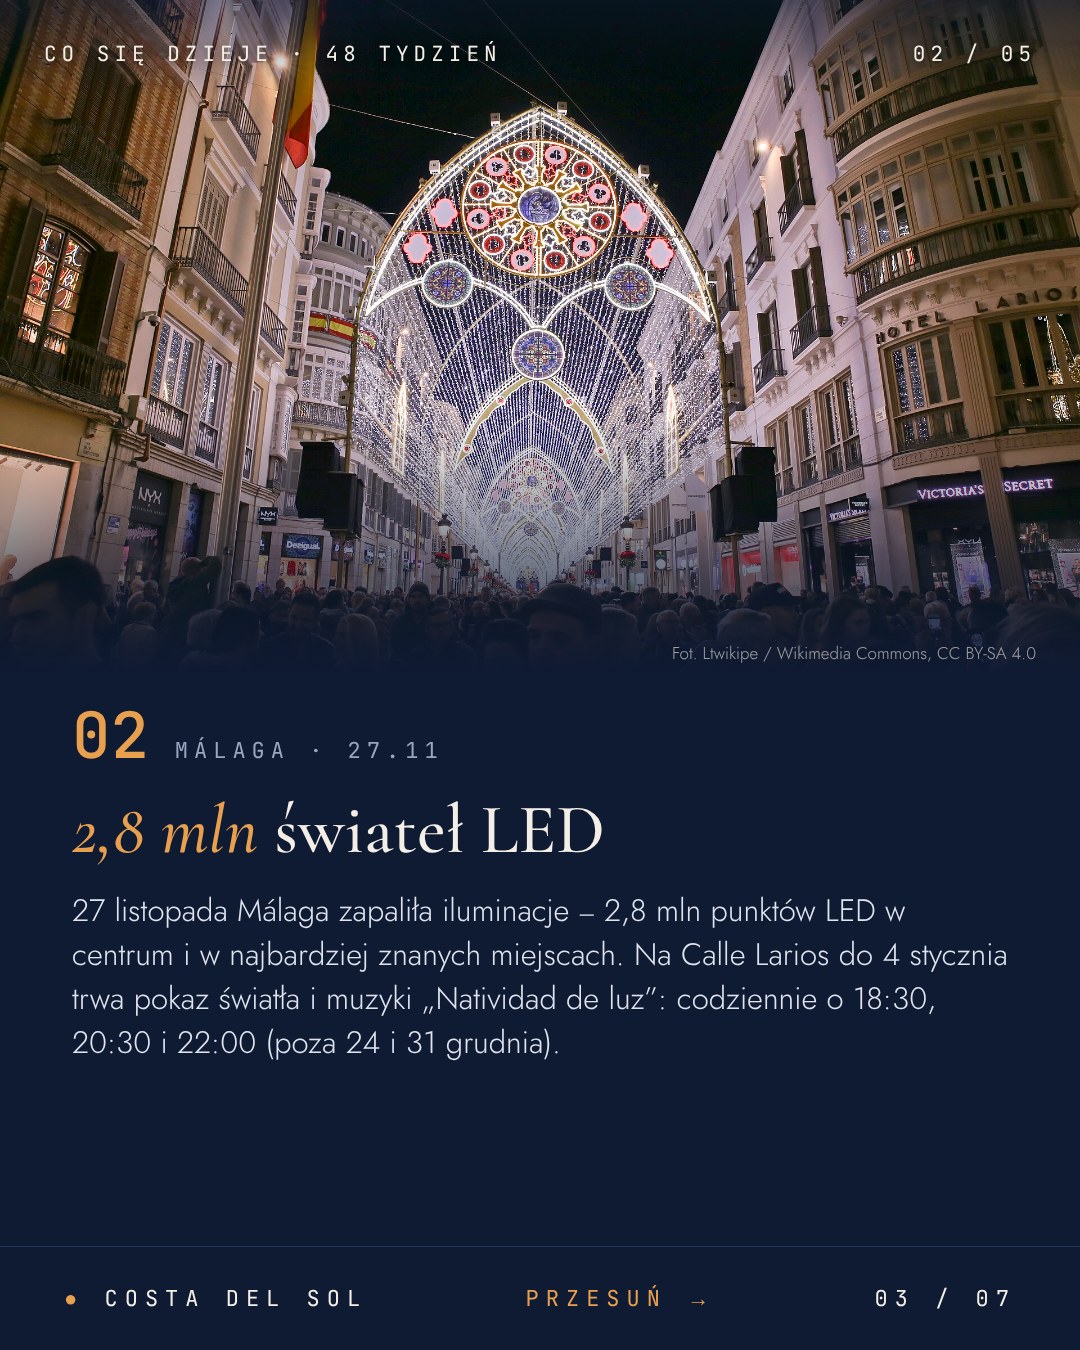 CO SIĘ DZIEJE · 48 TYDZIEŃ
02 / 05
HOTEL LARIOS
VICTORIA'S SECRET
NYX
NYX
Desigual
Fot. Ltwikipe / Wikimedia Commons, CC BY-SA 4.0
02 MÁLAGA · 27.11
2,8 mln świateł LED
27 listopada Málaga zapaliła iluminacje – 2,8 mln punktów LED w
centrum i w najbardziej znanych miejscach. Na Calle Larios do 4 stycznia
trwa pokaz światła i muzyki „Natividad de luz”: codziennie o 18:30,
20:30 i 22:00 (poza 24 i 31 grudnia).
• COSTA DEL SOL
PRZESUŃ →
03 / 07